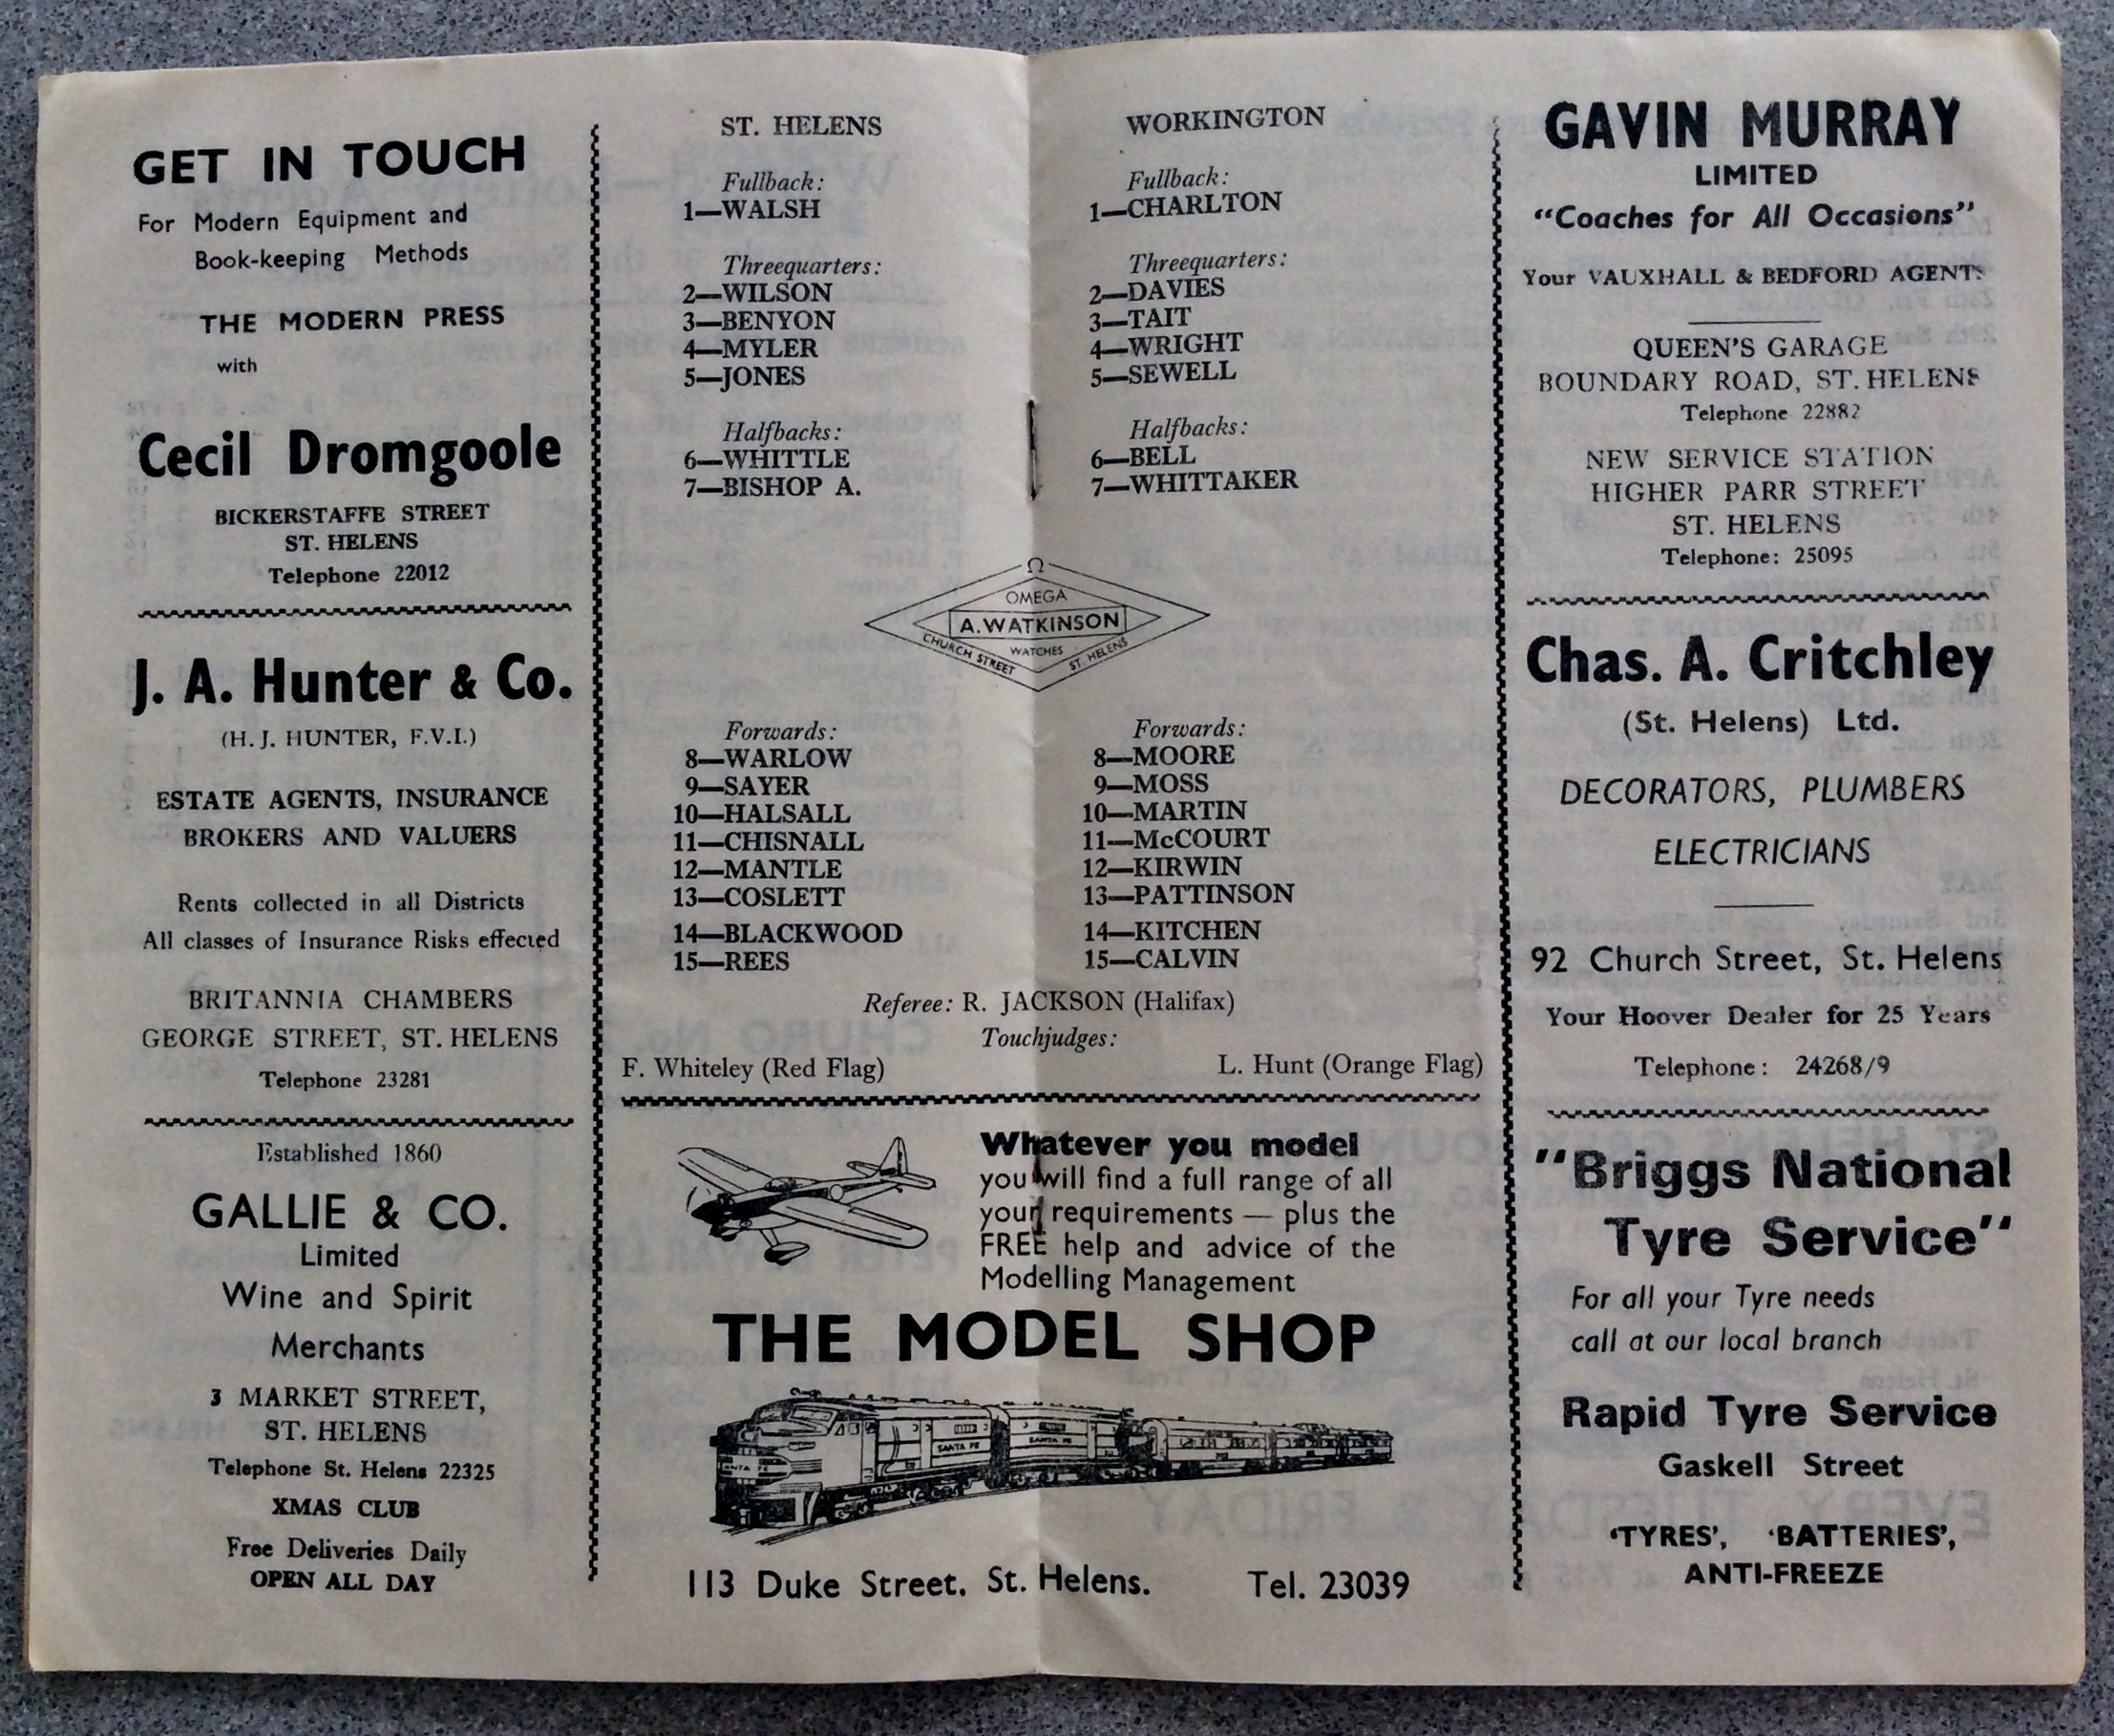 GET IN TOUCH
For Modern Equipment and
Book-keeping Methods
THE MODERN PRESS
with
Cecil Dromgoole
BICKERSTAFFE STREET
ST. HELENS
Telephone 22012
J. A. Hunter & Co.
(H. J. HUNTER, F.V.I.)
ESTATE AGENTS, INSURANCE
BROKERS AND VALUERS
Rents collected in all Districts
All classes of Insurance Risks effected
BRITANNIA CHAMBERS
GEORGE STREET, ST. HELENS
Telephone 23281
Established 1860
GALLIE & CO.
Limited
Wine and Spirit
Merchants
3 MARKET STREET,
ST. HELENS
Telephone St. Helens 22325
XMAS CLUB
Free Deliveries Daily
OPEN ALL DAY
ST. HELENS
Fullback:
1—WALSH
Threequarters:
2—WILSON
3—BENYON
4—MYLER
5—JONES
Halfbacks:
6—WHITTLE
7—BISHOP A.
Forwards:
8—WARLOW
9—SAYER
10—HALSALL
11—CHISNALL
12—MANTLE
13—COSLETT
14—BLACKWOOD
15—REES
WORKINGTON
Fullback:
1—CHARLTON
Threequarters:
2—DAVIES
3—TAIT
4—WRIGHT
5—SEWELL
Halfbacks:
6—BELL
7—WHITTAKER
Forwards:
8—MOORE
9—MOSS
10—MARTIN
11—McCOURT
12—KIRWIN
13—PATTINSON
14—KITCHEN
15—CALVIN
Ω
OMEGA
A. WATKINSON
WATCHES
CHURCH STREET ST. HELENS
Referee: R. JACKSON (Halifax)
Touchjudges:
F. Whiteley (Red Flag) L. Hunt (Orange Flag)
Whatever you model
you will find a full range of all
your requirements — plus the
FREE help and advice of the
Modelling Management
THE MODEL SHOP
SANTA FE
SANTA FE
SANTA FE
113 Duke Street. St. Helens. Tel. 23039
GAVIN MURRAY
LIMITED
"Coaches for All Occasions"
Your VAUXHALL & BEDFORD AGENTS
QUEEN'S GARAGE
BOUNDARY ROAD, ST. HELENS
Telephone 22882
NEW SERVICE STATION
HIGHER PARR STREET
ST. HELENS
Telephone: 25095
Chas. A. Critchley
(St. Helens) Ltd.
DECORATORS, PLUMBERS
ELECTRICIANS
92 Church Street, St. Helens
Your Hoover Dealer for 25 Years
Telephone: 24268/9
"Briggs National
Tyre Service"
For all your Tyre needs
call at our local branch
Rapid Tyre Service
Gaskell Street
'TYRES', 'BATTERIES',
ANTI-FREEZE